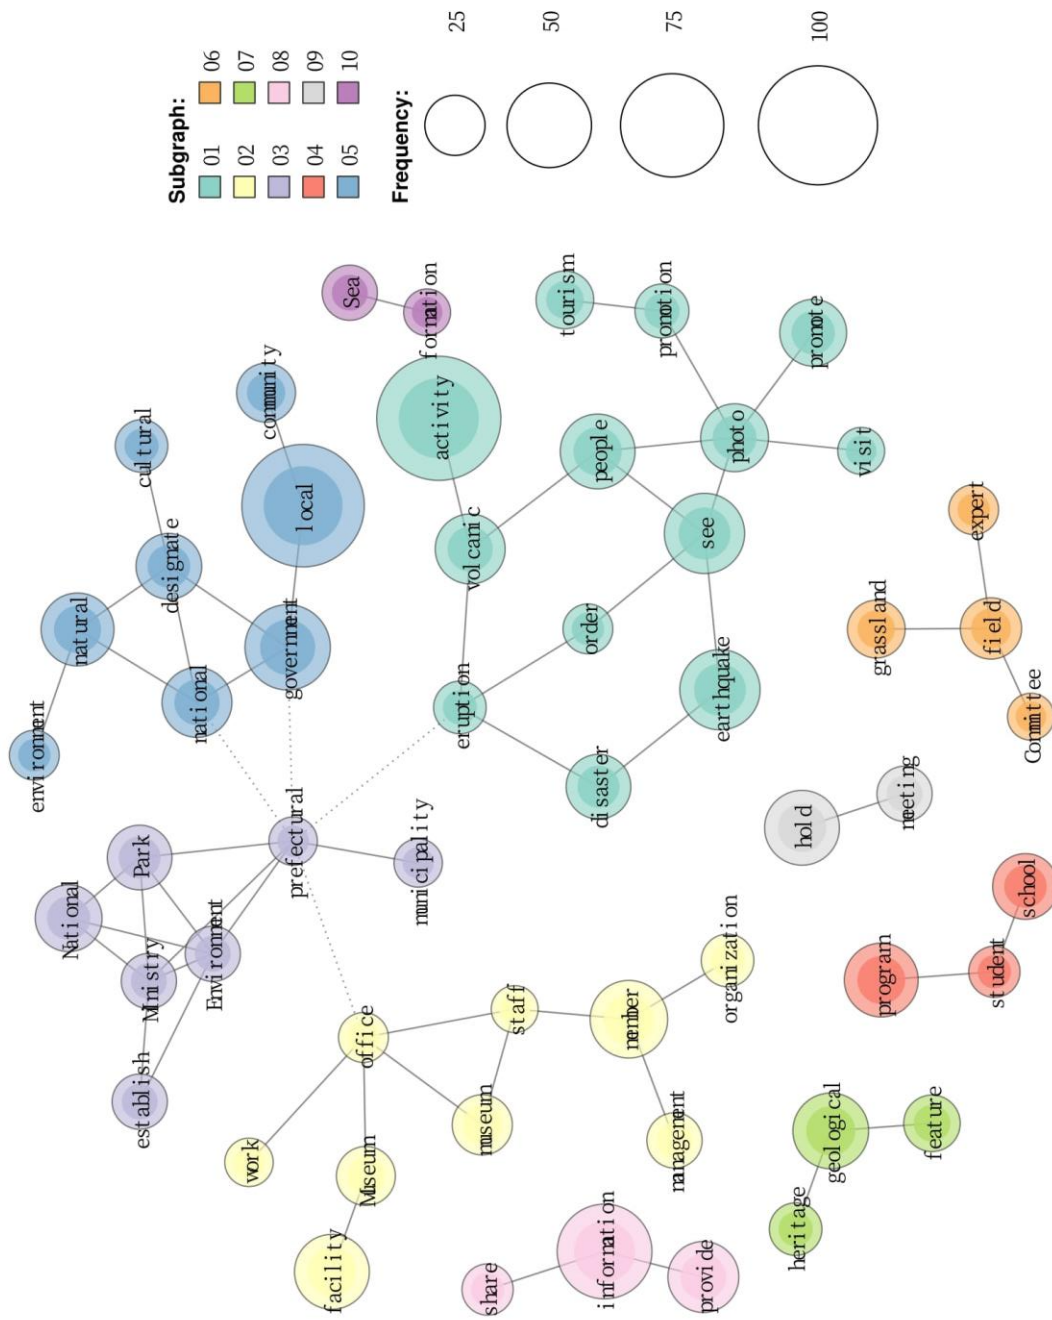 environment
National
natural
establish
Park
cultural
Ministry
designate
Subgraph:
national
01 06
Environment
02 07
work
community
03 08
government
prefectural
local
04 09
facility
05 10
Sea
office
Museum
Frequency:
municipality
formation
activity
25
eruption
volcanic
museum
share
staff
50
tourism
order
people
disaster
information
member
promotion
75
management
provide
see
earthquake
organization
photo
heritage
hold
promote
100
geological
visit
grassland
program
meeting
feature
expert
student
field
school
Committee